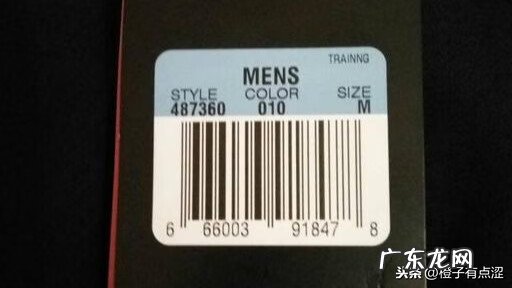 TRAINNG
MENS
STYLE COLOR SIZE
487360 010 M
6 66003 91847 8
广东龙网
头条@橙子有点涩